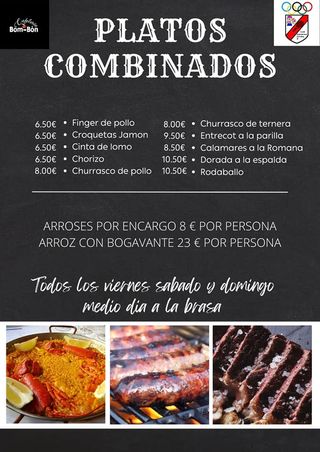 Cafetería
Bom-Bón
PLATOS
COMBINADOS
6.50€ • Finger de pollo
6.50€ • Croquetas Jamon
6.50€ • Cinta de lomo
6.50€ • Chorizo
8.00€ • Churrasco de pollo
8.00€ • Churrasco de ternera
9.50€ • Entrecot a la parilla
8.50€ • Calamares a la Romana
10.50€ • Dorada a la espalda
10.50€ • Rodaballo
ARROSES POR ENCARGO 8 € POR PERSONA
ARROZ CON BOGAVANTE 23 € POR PERSONA
Todos los viernes sabado y domingo
medio dia a la brasa